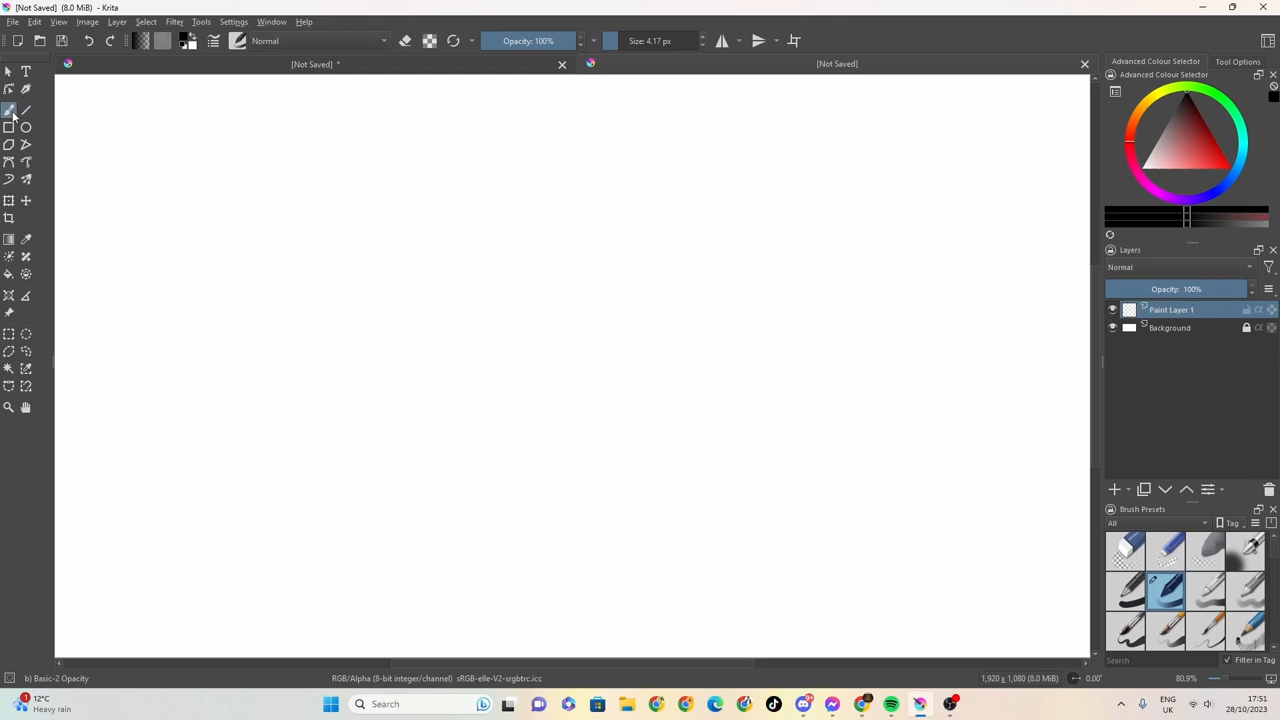 [Not Saved] (8.0 MiB) - Krita
File Edit View Image Layer Select Filter Tools Settings Window Help
Normal Opacity: 100% Size: 4.17 px
[Not Saved] * [Not Saved]
Advanced Colour Selector Tool Options
Advanced Colour Selector
Layers
Normal
Opacity: 100%
Paint Layer 1
Background
Brush Presets
All Tag
Search Filter in Tag
b) Basic-2 Opacity RGB/Alpha (8-bit integer/channel) sRGB-elle-V2-srgbtrc.icc 1,920 x 1,080 (8.0 MiB) 0.00° 80.9%
1 12°C
Heavy rain
Search
9+
ENG
UK
17:51
28/10/2023